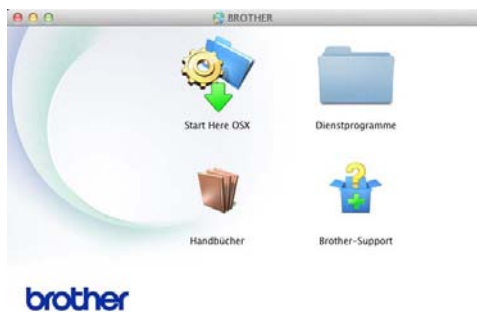 BROTHER
Start Here OSX
Dienstprogramme
Handbücher
Brother-Support
brother